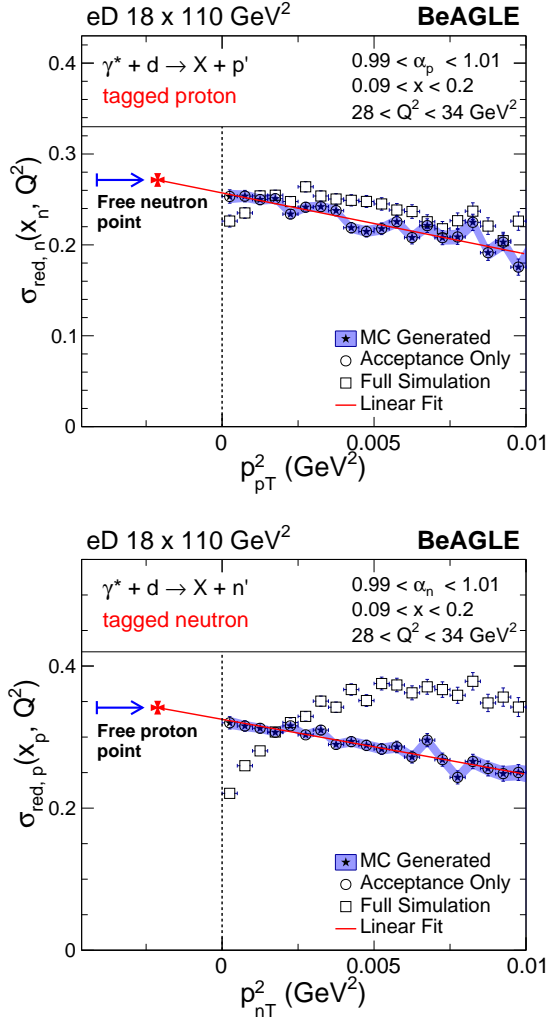 eD 18 x 110 GeV² BeAGLE
γ* + d → X + p'
tagged proton
0.99 < αₚ < 1.01
0.09 < x < 0.2
28 < Q² < 34 GeV²
0.4
0.3
0.2
0.1
0
σ_red, n(x_n, Q²)
Free neutron
point
MC Generated
Acceptance Only
Full Simulation
Linear Fit
0 0.005 0.01
p²_pT (GeV²)
eD 18 x 110 GeV² BeAGLE
γ* + d → X + n'
tagged neutron
0.99 < αₙ < 1.01
0.09 < x < 0.2
28 < Q² < 34 GeV²
0.4
0.2
0
σ_red, p(x_p, Q²)
Free proton
point
MC Generated
Acceptance Only
Full Simulation
Linear Fit
0 0.005 0.01
p²_nT (GeV²)